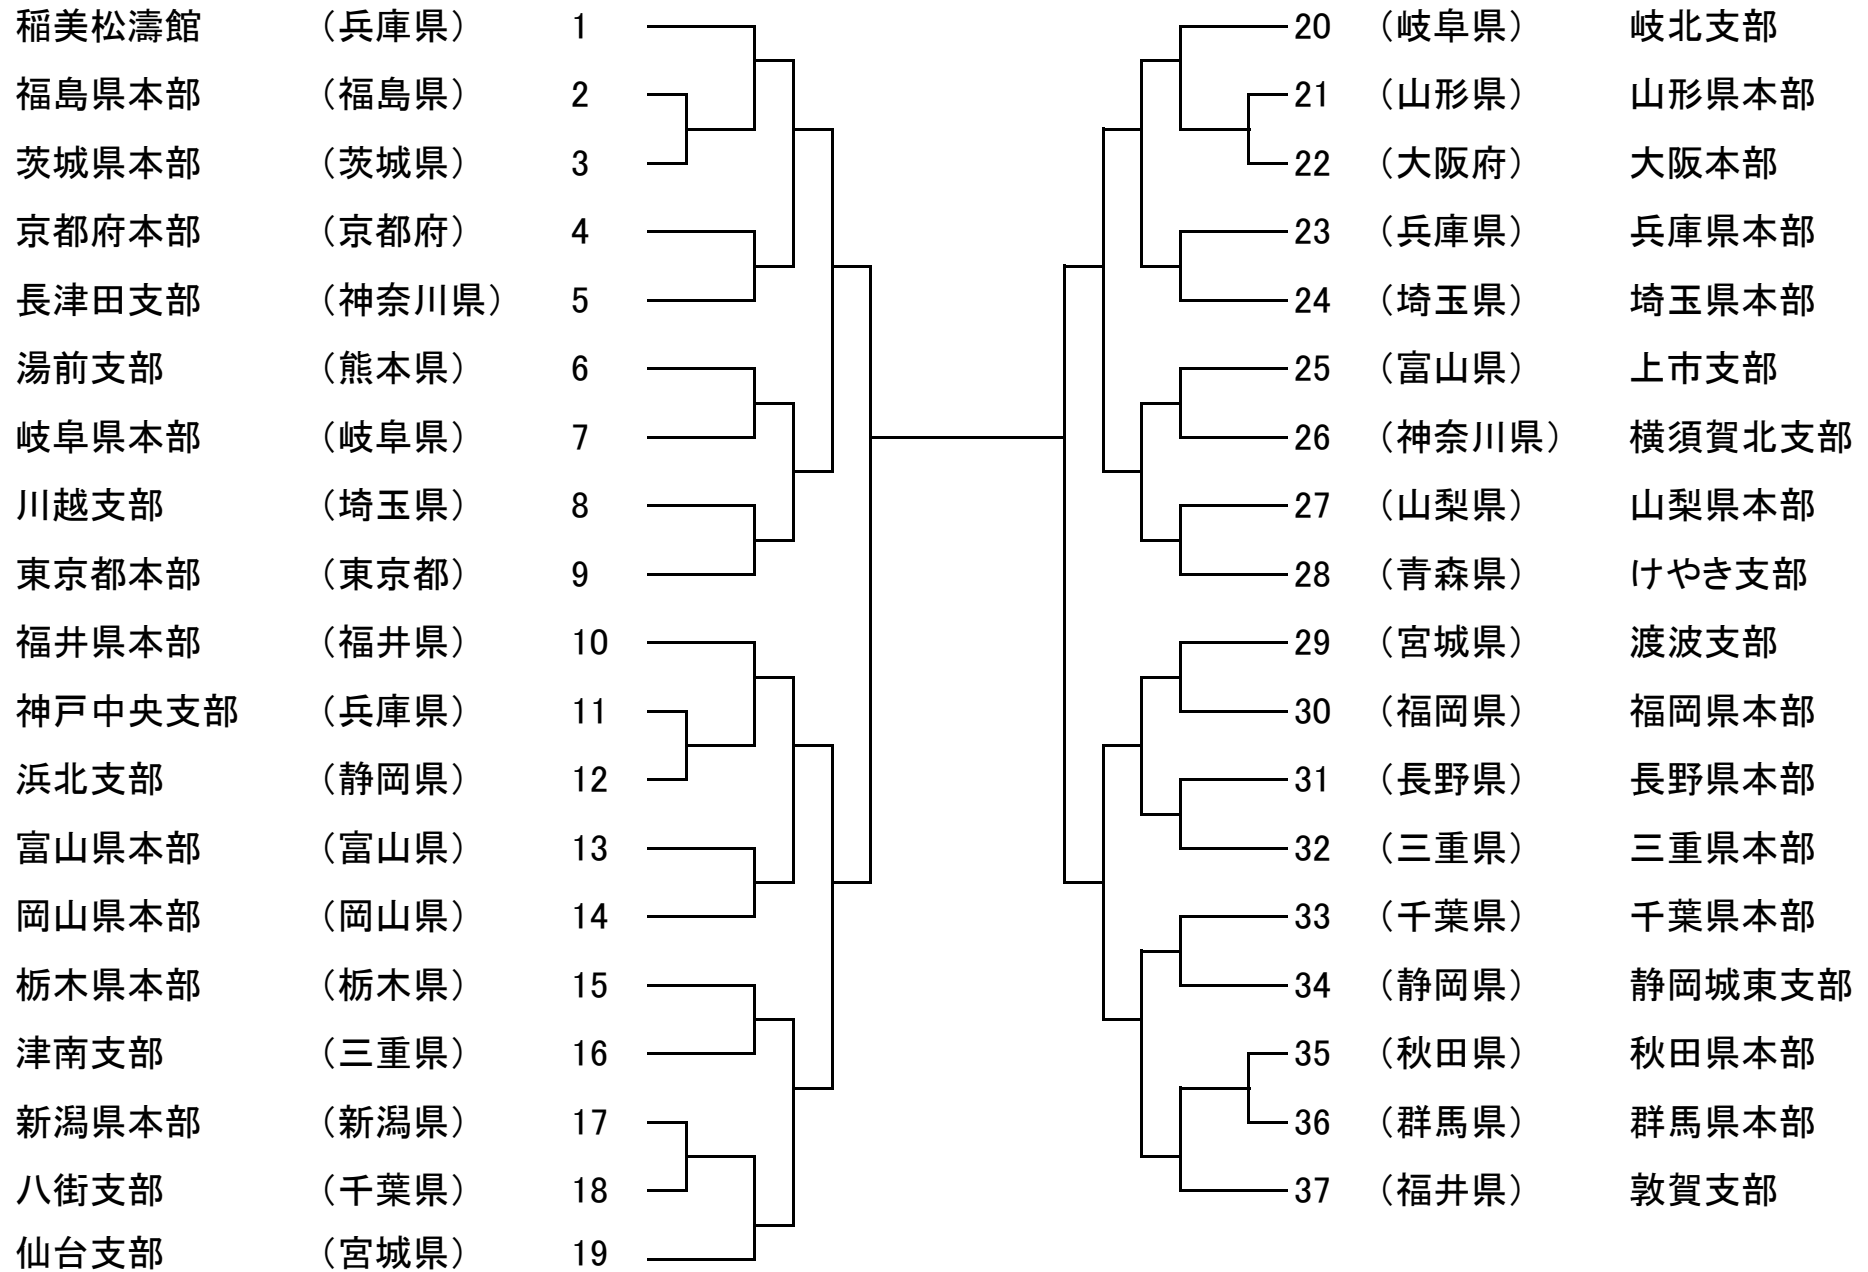 稲美松濤館 （兵庫県） 1
福島県本部 （福島県） 2
茨城県本部 （茨城県） 3
京都府本部 （京都府） 4
長津田支部 （神奈川県） 5
湯前支部 （熊本県） 6
岐阜県本部 （岐阜県） 7
川越支部 （埼玉県） 8
東京都本部 （東京都） 9
福井県本部 （福井県） 10
神戸中央支部 （兵庫県） 11
浜北支部 （静岡県） 12
富山県本部 （富山県） 13
岡山県本部 （岡山県） 14
栃木県本部 （栃木県） 15
津南支部 （三重県） 16
新潟県本部 （新潟県） 17
八街支部 （千葉県） 18
仙台支部 （宮城県） 19
20 （岐阜県） 岐北支部
21 （山形県） 山形県本部
22 （大阪府） 大阪本部
23 （兵庫県） 兵庫県本部
24 （埼玉県） 埼玉県本部
25 （富山県） 上市支部
26 （神奈川県） 横須賀北支部
27 （山梨県） 山梨県本部
28 （青森県） けやき支部
29 （宮城県） 渡波支部
30 （福岡県） 福岡県本部
31 （長野県） 長野県本部
32 （三重県） 三重県本部
33 （千葉県） 千葉県本部
34 （静岡県） 静岡城東支部
35 （秋田県） 秋田県本部
36 （群馬県） 群馬県本部
37 （福井県） 敦賀支部